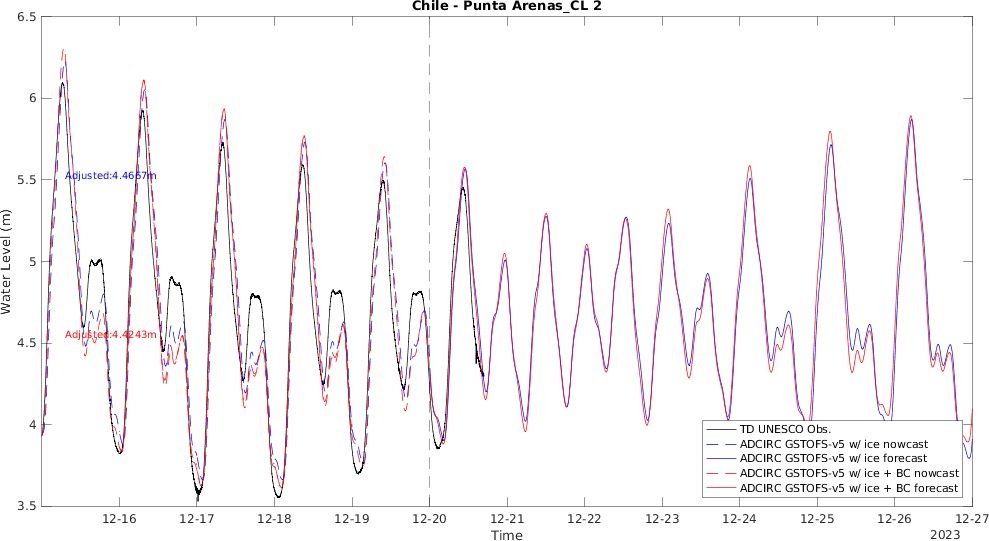 Chile - Punta Arenas_CL 2
6.5
6
5.5
5
4.5
4
3.5
Water Level (m)
Adjusted:4.4667m
Adjusted:4.4243m
TD UNESCO Obs.
ADCIRC GSTOFS-v5 w/ ice nowcast
ADCIRC GSTOFS-v5 w/ ice forecast
ADCIRC GSTOFS-v5 w/ ice + BC nowcast
ADCIRC GSTOFS-v5 w/ ice + BC forecast
12-16 12-17 12-18 12-19 12-20 12-21 12-22 12-23 12-24 12-25 12-26 12-27
Time
2023